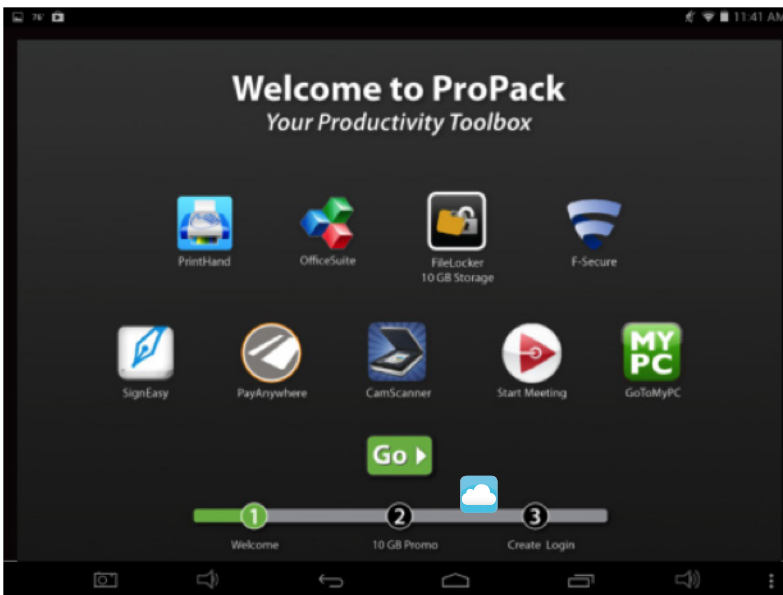 76°
11:41 AM
Welcome to ProPack
Your Productivity Toolbox
PrintHand
OfficeSuite
FileLocker
10 GB Storage
F-Secure
MY
PC
SignEasy
PayAnywhere
CamScanner
Start Meeting
GoToMyPC
Go
1
2
3
Welcome
10 GB Promo
Create Login